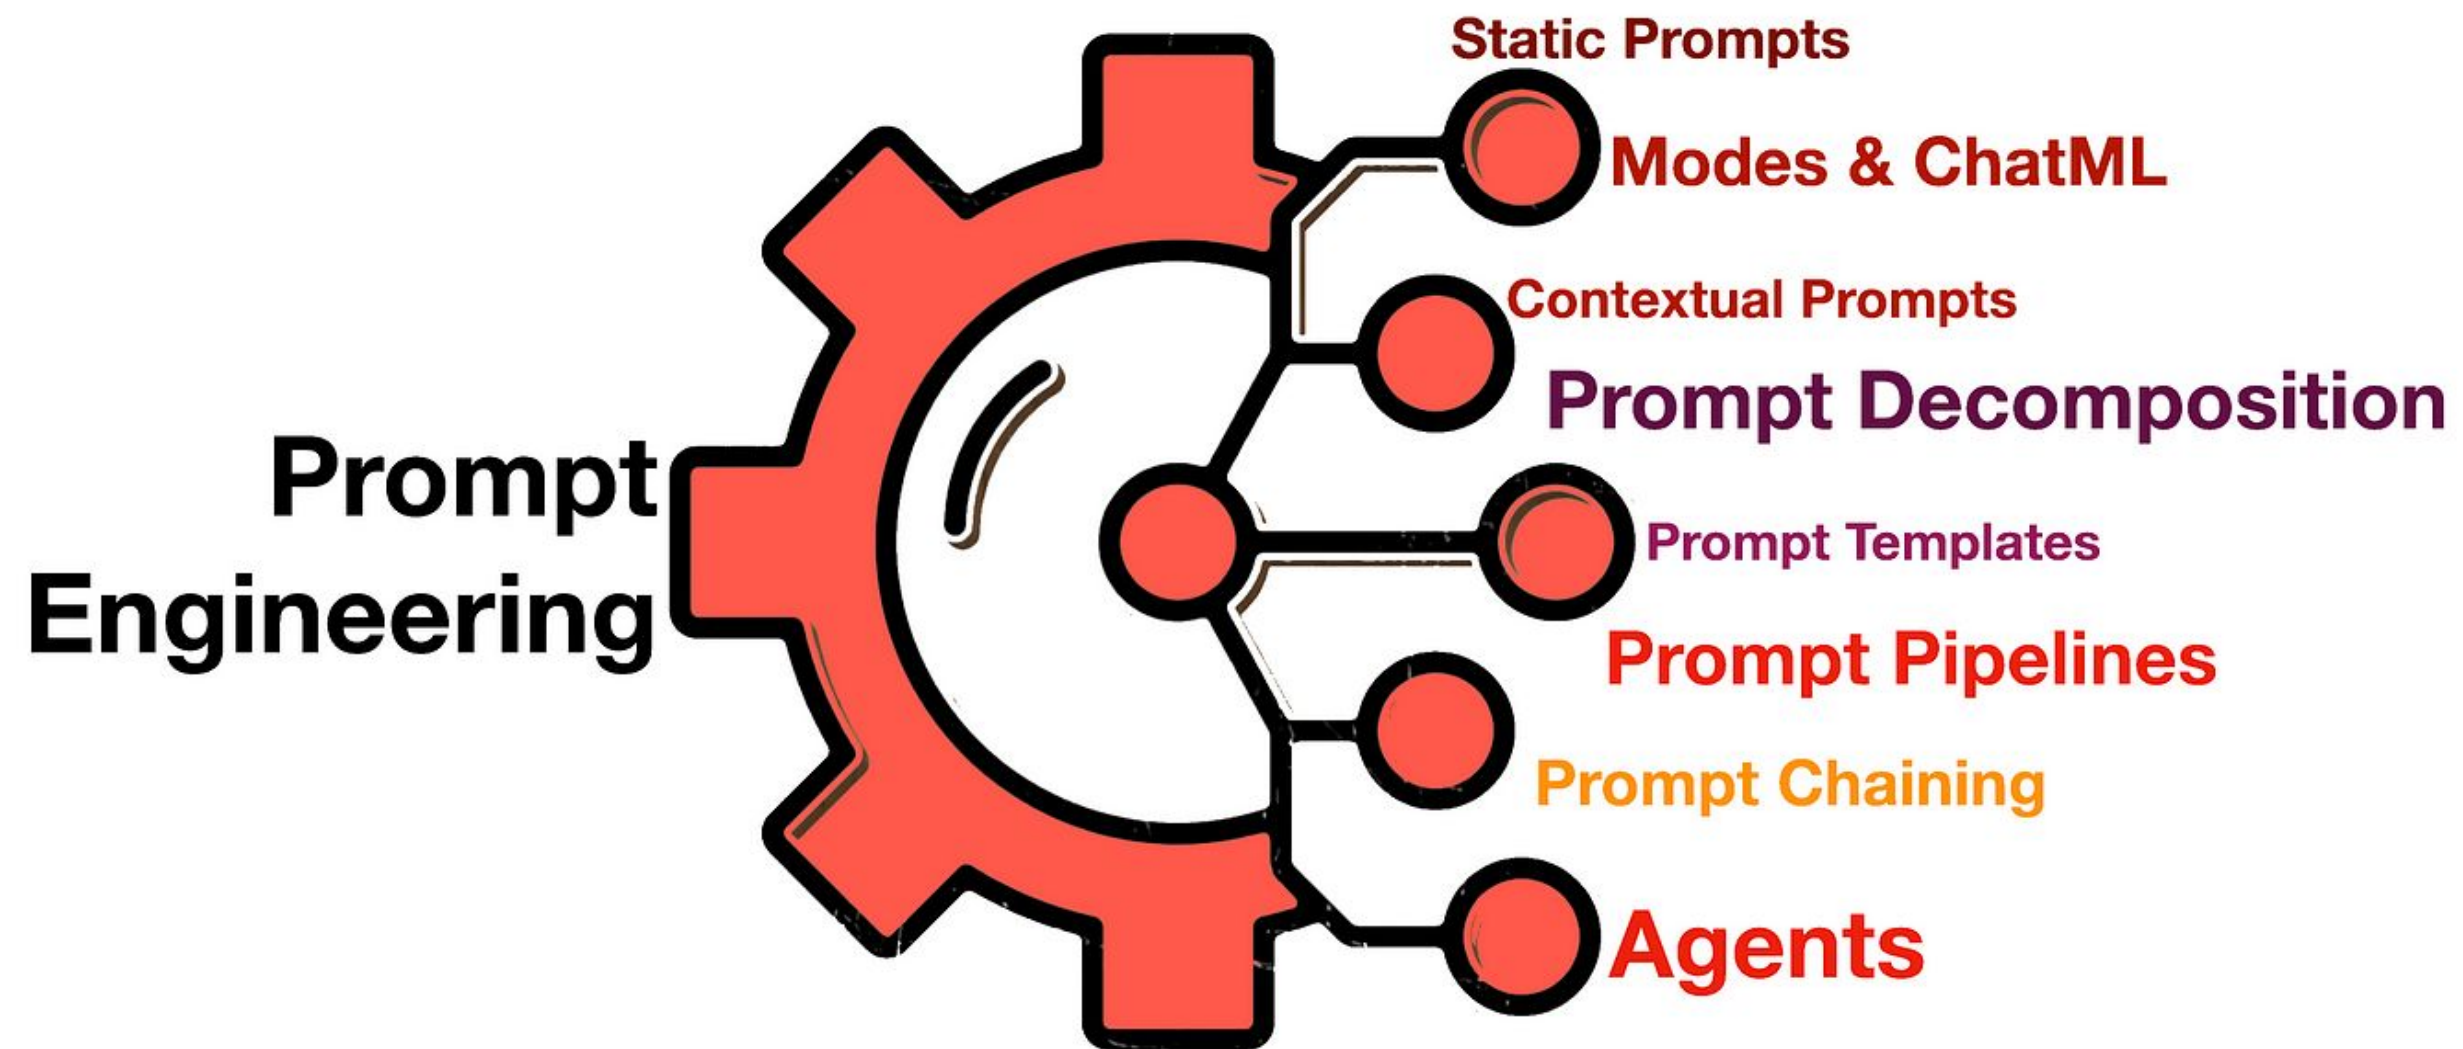 Prompt
Engineering
Static Prompts
Modes & ChatML
Contextual Prompts
Prompt Decomposition
Prompt Templates
Prompt Pipelines
Prompt Chaining
Agents